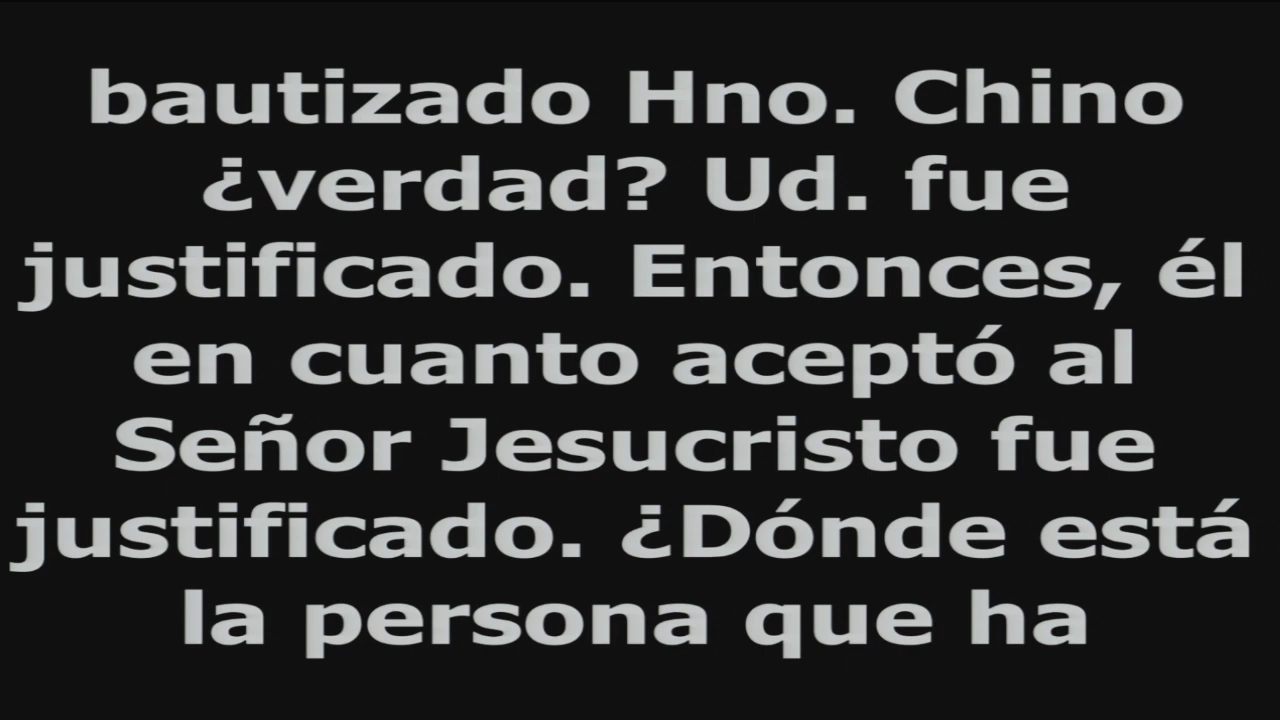 bautizado Hno. Chino
¿verdad? Ud. fue
justificado. Entonces, él
en cuanto aceptó al
Señor Jesucristo fue
justificado. ¿Dónde está
la persona que ha